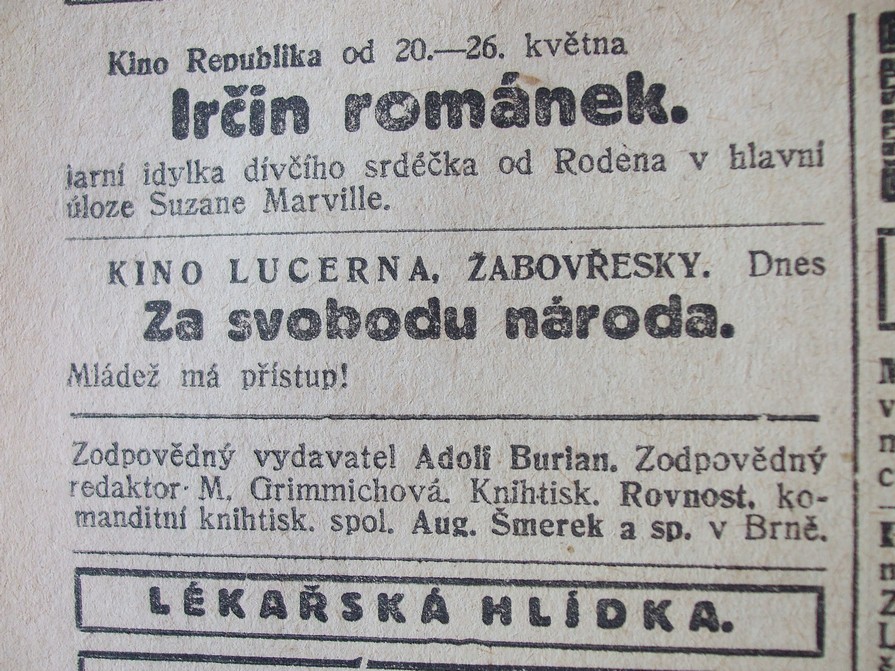 Kino Republika od 20.—26. května
Irčin románek.
jarní idylka dívčího srdéčka od Rodena v hlavní
úloze Suzane Marville.
KINO LUCERNA, ŽABOVŘESKY. Dnes
Za svobodu národa.
Mládež má přístup!
Zodpovědný vydavatel Adolf Burian. Zodpovědný
redaktor M. Grimmichová. Knihtisk. Rovnost, ko-
manditní knihtisk. spol. Aug. Šmerek a sp. v Brně.
LÉKAŘSKÁ HLÍDKA.